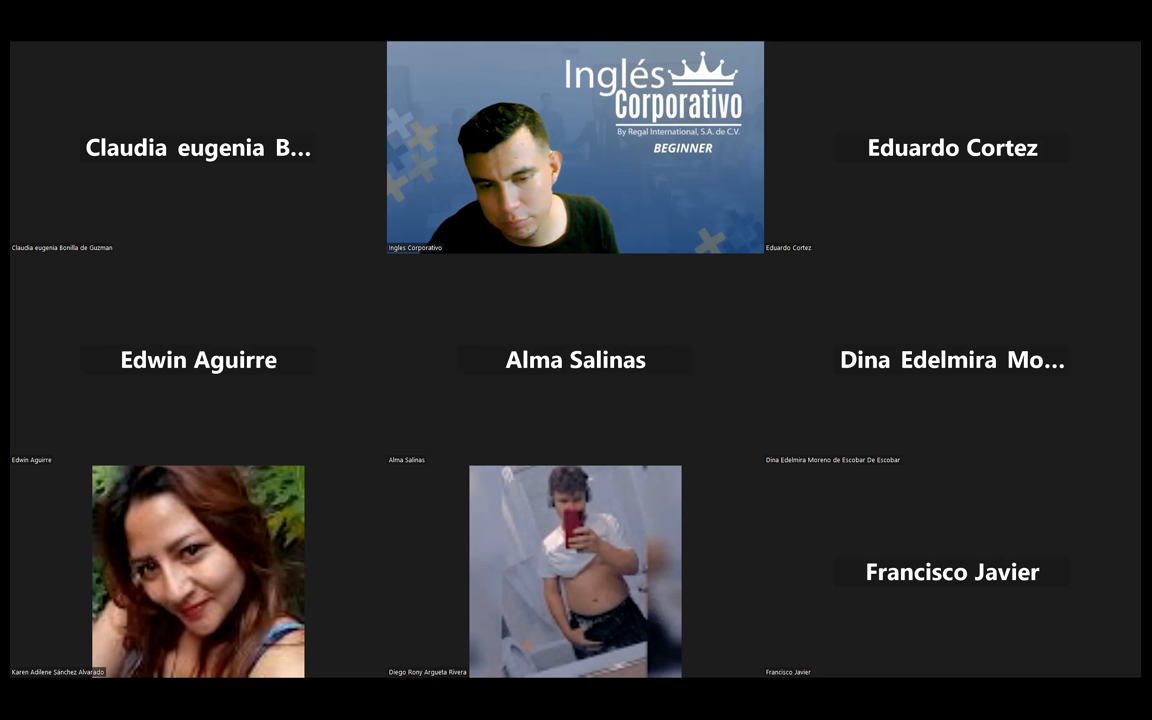 Claudia eugenia B...
Claudia eugenia Bonilla de Guzman
Inglés
Corporativo
By Regal International, S.A. de C.V.
BEGINNER
Ingles Corporativo
Eduardo Cortez
Eduardo Cortez
Edwin Aguirre
Edwin Aguirre
Alma Salinas
Alma Salinas
Dina Edelmira Mo...
Dina Edelmira Moreno de Escobar De Escobar
Karen Adilene Sánchez Alvarado
Diego Rony Argueta Rivera
Francisco Javier
Francisco Javier